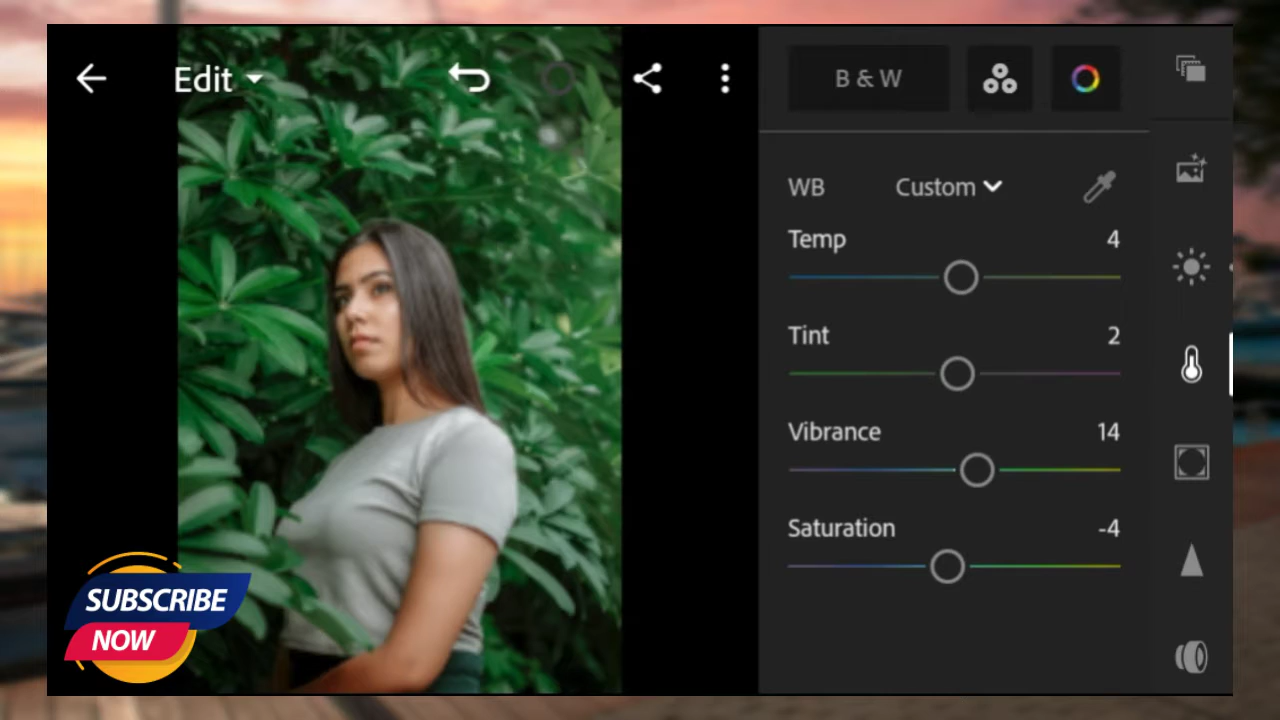 Edit
B & W
WB Custom
Temp 4
Tint 2
Vibrance 14
Saturation -4
SUBSCRIBE
NOW